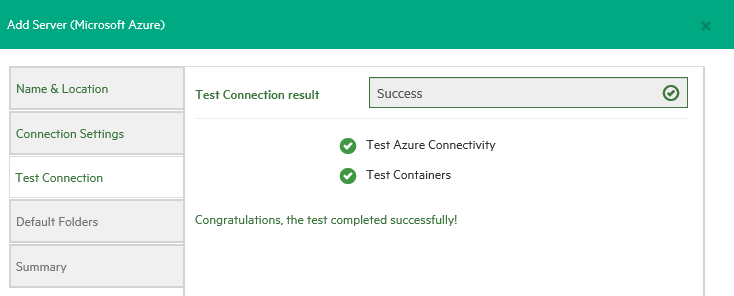 Add Server (Microsoft Azure)
Name & Location
Connection Settings
Test Connection
Default Folders
Summary
Test Connection result
Success
Test Azure Connectivity
Test Containers
Congratulations, the test completed successfully!